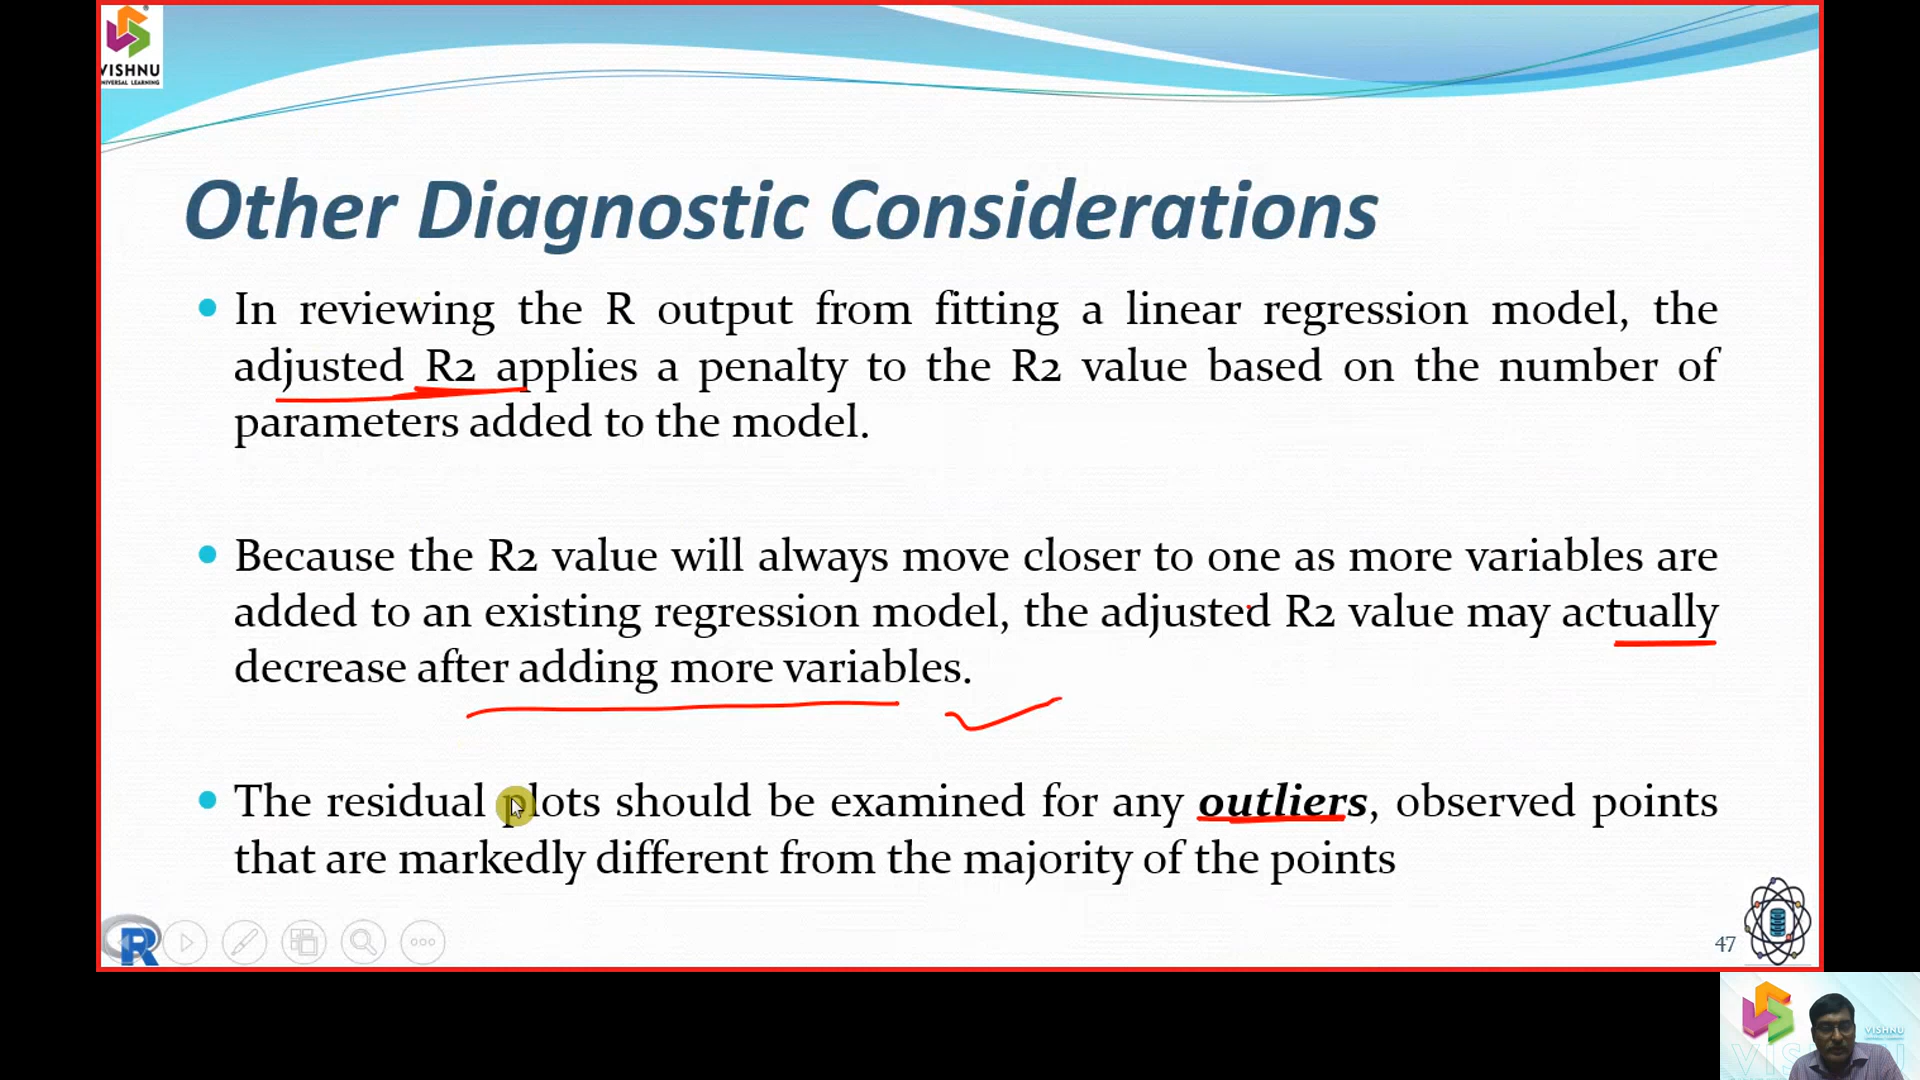 VISHNU
UNIVERSAL LEARNING
Other Diagnostic Considerations
In reviewing the R output from fitting a linear regression model, the
adjusted R2 applies a penalty to the R2 value based on the number of
parameters added to the model.
Because the R2 value will always move closer to one as more variables are
added to an existing regression model, the adjusted R2 value may actually
decrease after adding more variables.
The residual plots should be examined for any outliers, observed points
that are markedly different from the majority of the points
R
47
VISHNU